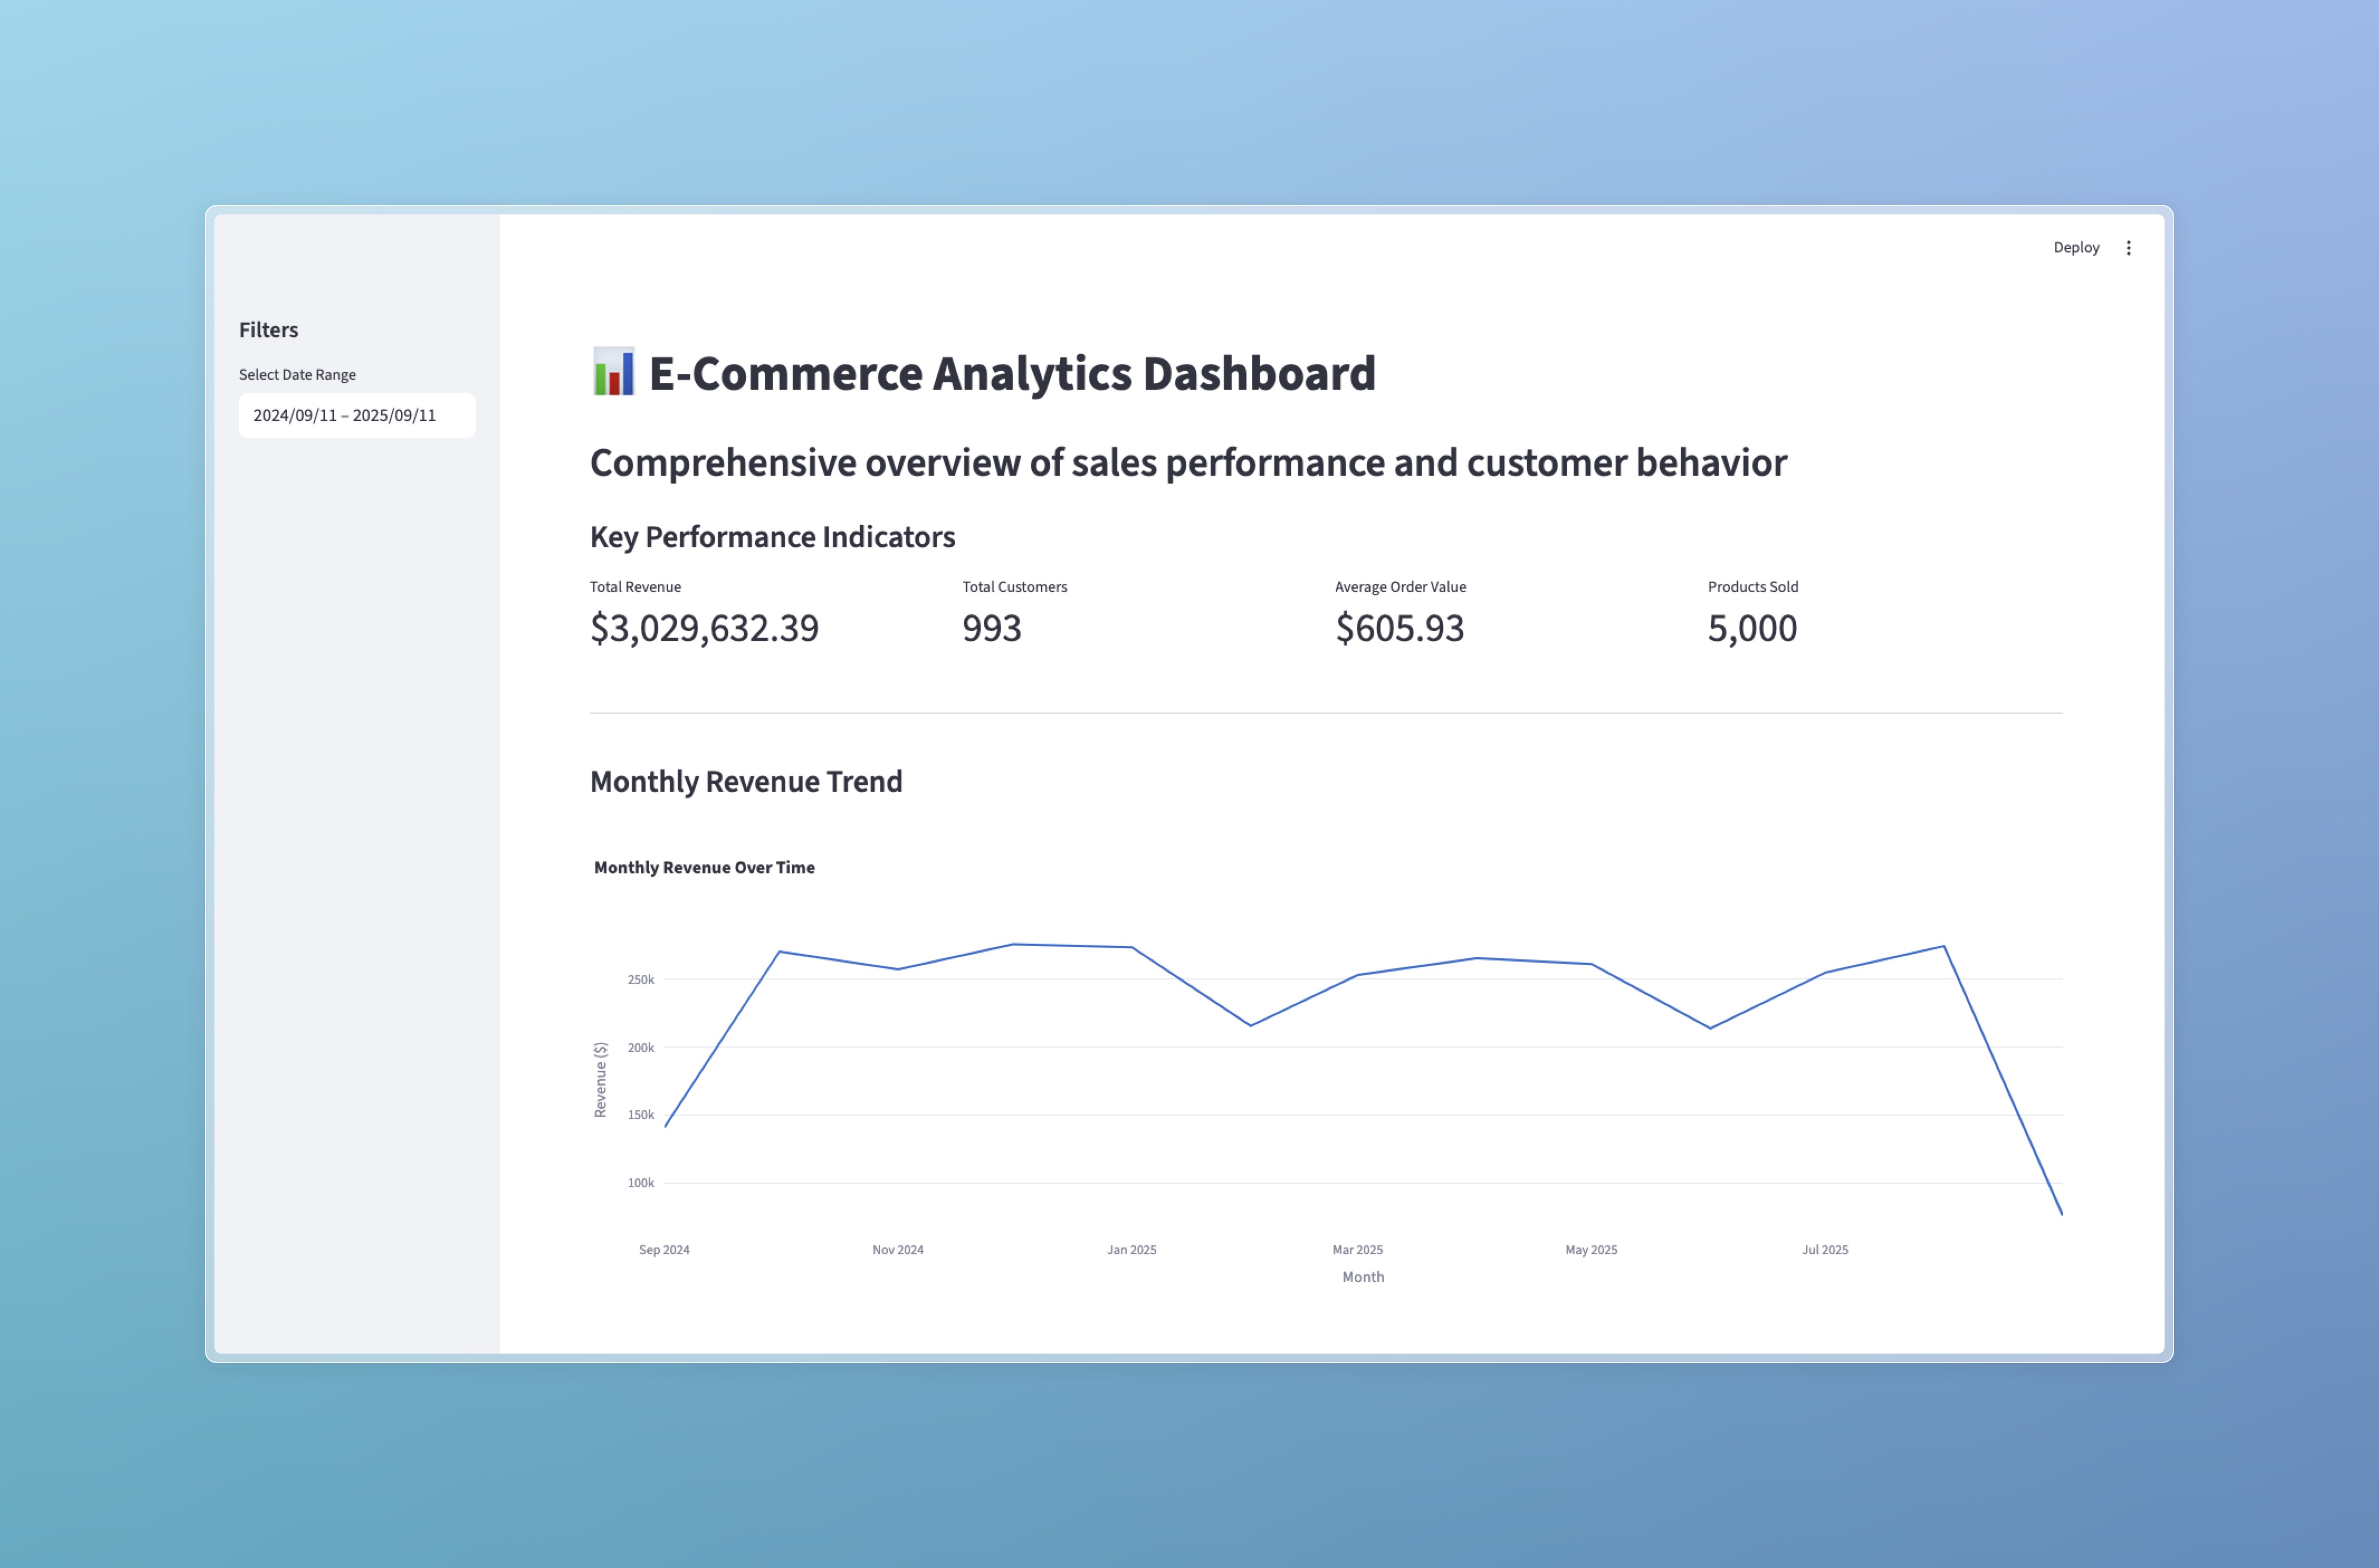 Deploy
Filters
Select Date Range
2024/09/11 – 2025/09/11
E-Commerce Analytics Dashboard
Comprehensive overview of sales performance and customer behavior
Key Performance Indicators
Total Revenue Total Customers Average Order Value Products Sold
$3,029,632.39 993 $605.93 5,000
Monthly Revenue Trend
Monthly Revenue Over Time
250k
200k
150k
100k
Revenue ($)
Sep 2024 Nov 2024 Jan 2025 Mar 2025 May 2025 Jul 2025
Month